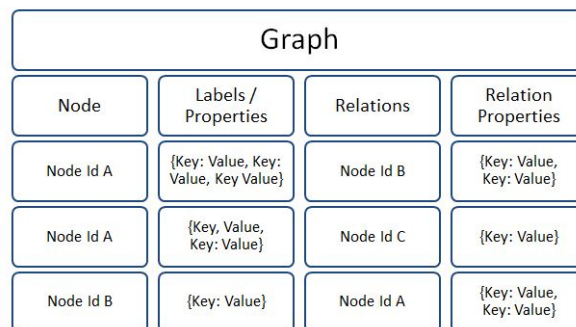 Graph
Node
Labels /
Properties
Relations
Relation
Properties
Node Id A
{Key: Value, Key:
Value, Key Value}
Node Id B
{Key: Value,
Key: Value}
Node Id A
{Key, Value,
Key: Value}
Node Id C
{Key: Value}
Node Id B
{Key: Value}
Node Id A
{Key: Value,
Key: Value}